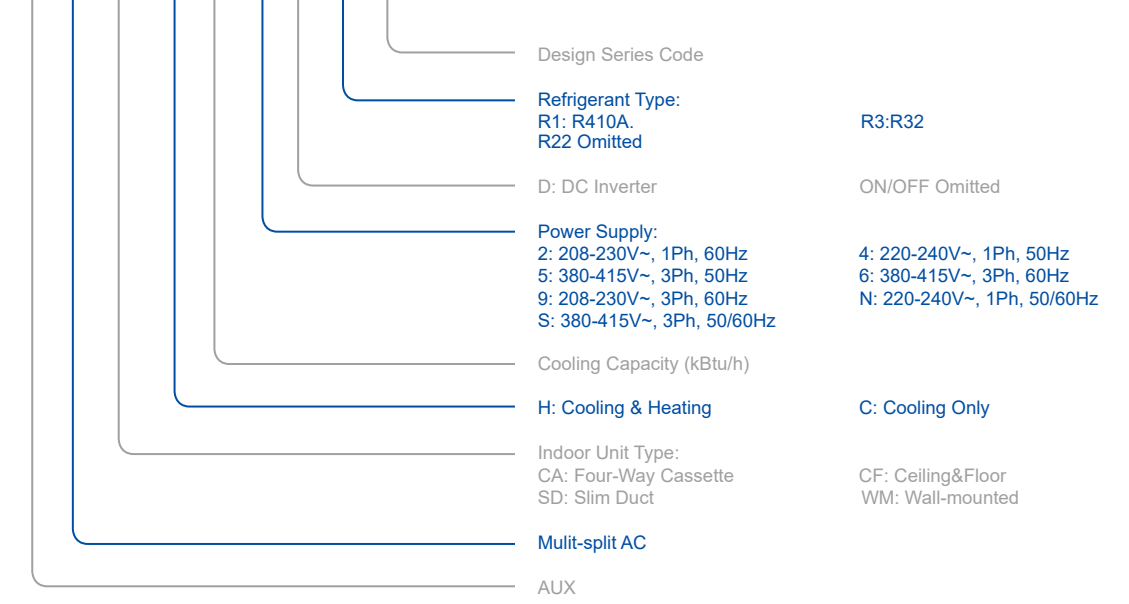 Design Series Code
Refrigerant Type:
R1: R410A. R3:R32
R22 Omitted
D: DC Inverter ON/OFF Omitted
Power Supply:
2: 208-230V~, 1Ph, 60Hz 4: 220-240V~, 1Ph, 50Hz
5: 380-415V~, 3Ph, 50Hz 6: 380-415V~, 3Ph, 60Hz
9: 208-230V~, 3Ph, 60Hz N: 220-240V~, 1Ph, 50/60Hz
S: 380-415V~, 3Ph, 50/60Hz
Cooling Capacity (kBtu/h)
H: Cooling & Heating C: Cooling Only
Indoor Unit Type:
CA: Four-Way Cassette CF: Ceiling&Floor
SD: Slim Duct WM: Wall-mounted
Mulit-split AC
AUX